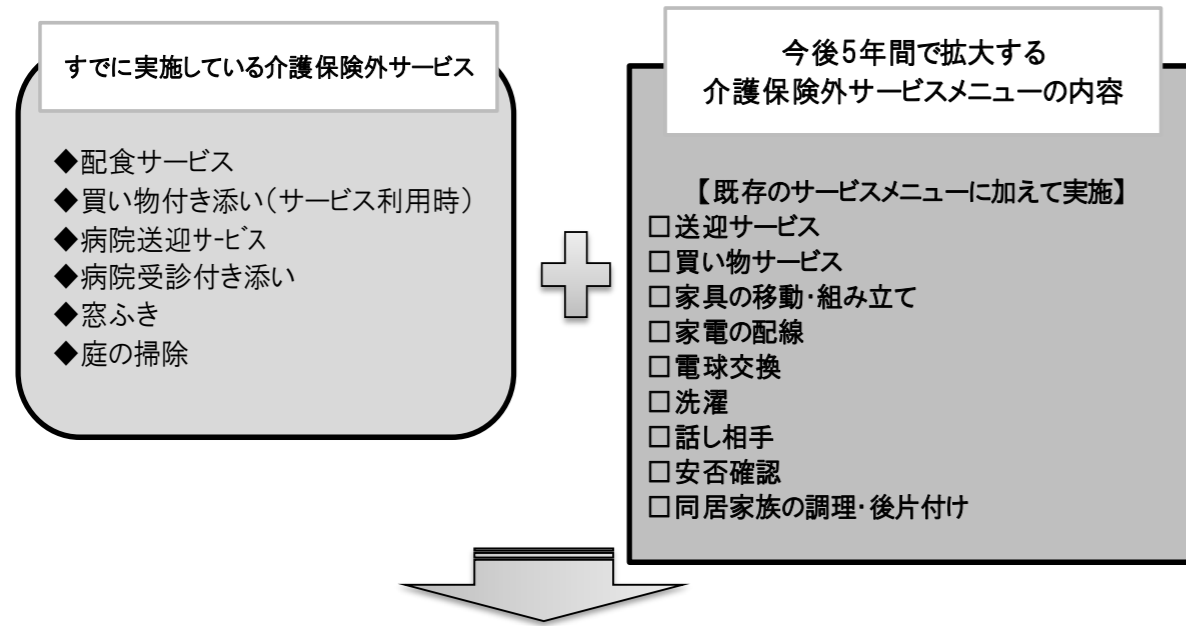 すでに実施している介護保険外サービス
◆配食サービス
◆買い物付き添い(サービス利用時)
◆病院送迎ｻｰﾋﾞｽ
◆病院受診付き添い
◆窓ふき
◆庭の掃除
今後5年間で拡大する
介護保険外サービスメニューの内容
【既存のサービスメニューに加えて実施】
□送迎サービス
□買い物サービス
□家具の移動･組み立て
□家電の配線
□電球交換
□洗濯
□話し相手
□安否確認
□同居家族の調理･後片付け